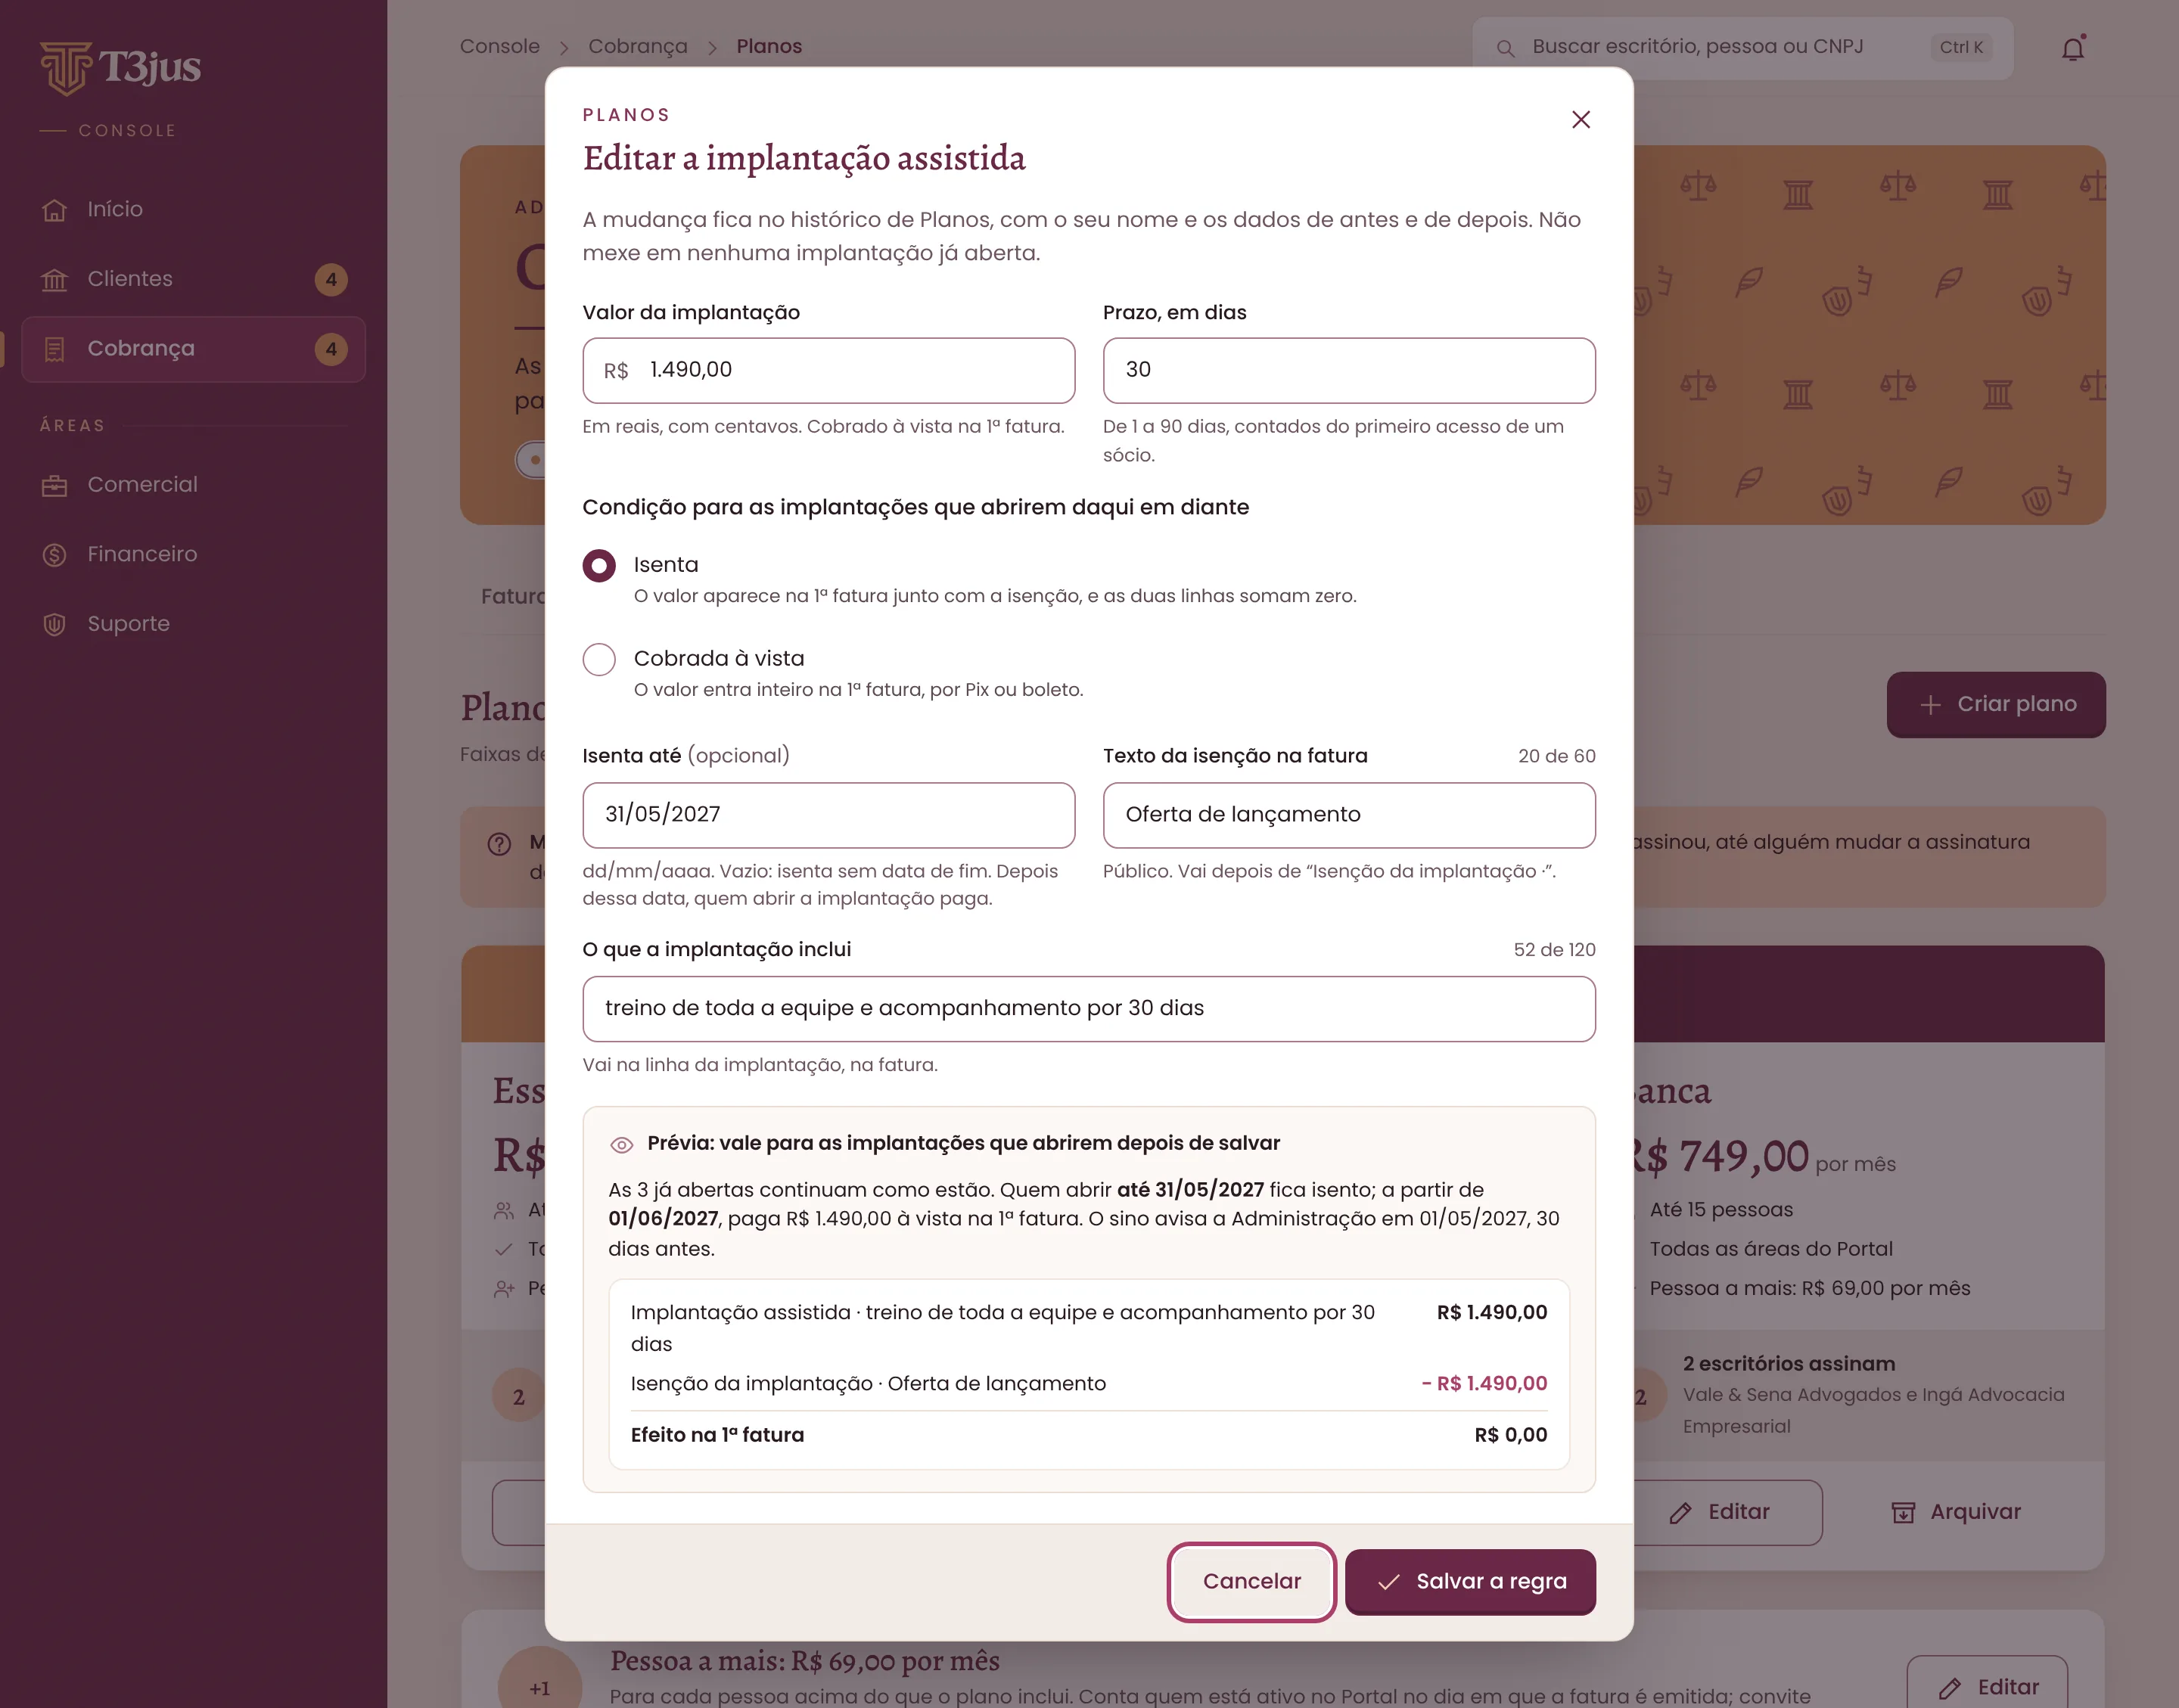 T3jus
CONSOLE
Início
Clientes
4
Cobrança
4
ÁREAS
Comercial
Financeiro
Suporte
Console
Cobrança
Planos
Buscar escritório, pessoa ou CNPJ
Ctrl K
PLANOS
Editar a implantação assistida
A mudança fica no histórico de Planos, com o seu nome e os dados de antes e de depois. Não
mexe em nenhuma implantação já aberta.
Valor da implantação
R$ 1.490,00
Em reais, com centavos. Cobrado à vista na 1ª fatura.
Prazo, em dias
30
De 1 a 90 dias, contados do primeiro acesso de um
sócio.
Condição para as implantações que abrirem daqui em diante
Isenta
O valor aparece na 1ª fatura junto com a isenção, e as duas linhas somam zero.
Cobrada à vista
O valor entra inteiro na 1ª fatura, por Pix ou boleto.
Isenta até (opcional)
31/05/2027
dd/mm/aaaa. Vazio: isenta sem data de fim. Depois
dessa data, quem abrir a implantação paga.
Texto da isenção na fatura
20 de 60
Oferta de lançamento
Público. Vai depois de “Isenção da implantação ·”.
O que a implantação inclui
52 de 120
treino de toda a equipe e acompanhamento por 30 dias
Vai na linha da implantação, na fatura.
Prévia: vale para as implantações que abrirem depois de salvar
As 3 já abertas continuam como estão. Quem abrir até 31/05/2027 fica isento; a partir de
01/06/2027, paga R$ 1.490,00 à vista na 1ª fatura. O sino avisa a Administração em 01/05/2027, 30
dias antes.
Implantação assistida · treino de toda a equipe e acompanhamento por 30
dias
R$ 1.490,00
Isenção da implantação · Oferta de lançamento
− R$ 1.490,00
Efeito na 1ª fatura
R$ 0,00
Cancelar
Salvar a regra
As
Criar plano
assinou, até alguém mudar a assinatura
R$
2
R$ 749,00 por mês
Até 15 pessoas
Todas as áreas do Portal
Pessoa a mais: R$ 69,00 por mês
2
2 escritórios assinam
Vale & Sena Advogados e Ingá Advocacia
Empresarial
Editar
Arquivar
+1
Pessoa a mais: R$ 69,00 por mês
Para cada pessoa acima do que o plano inclui. Conta quem está ativo no Portal no dia em que a fatura é emitida; convite
Editar